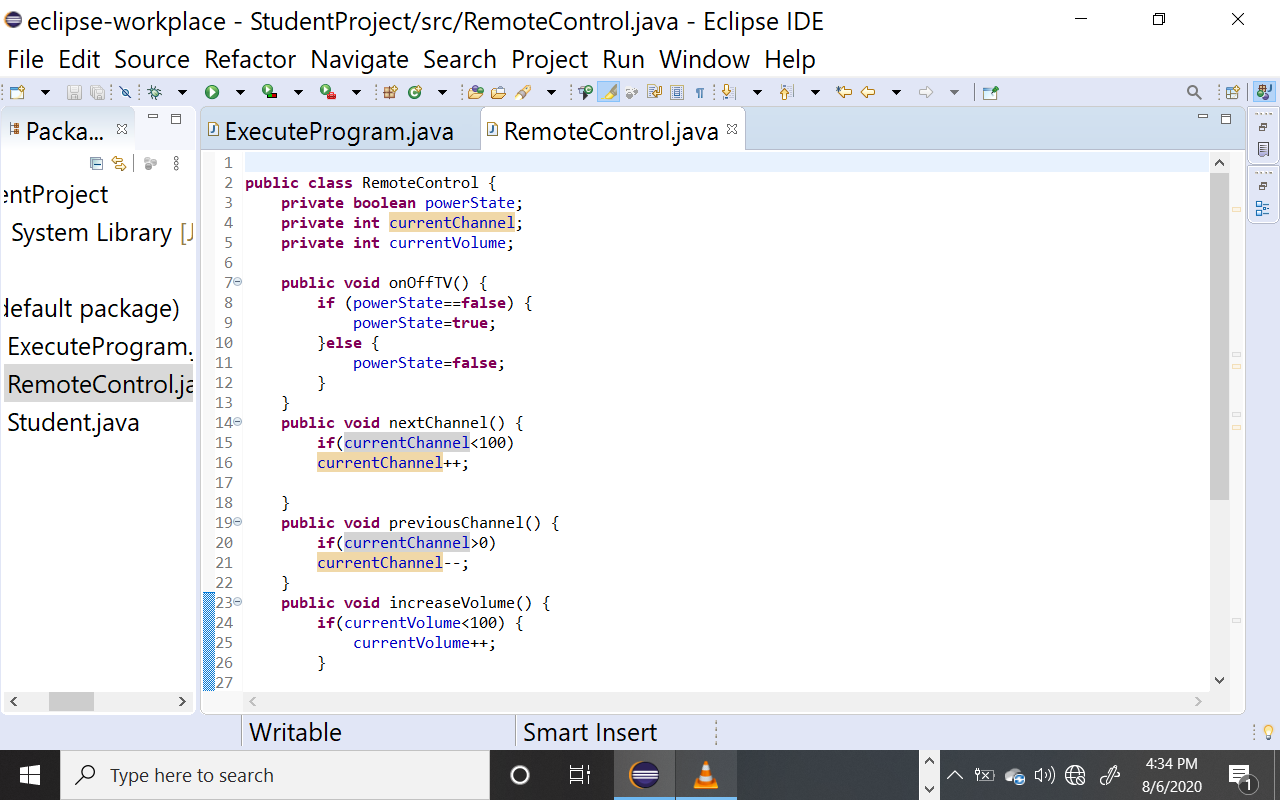 eclipse-workplace - StudentProject/src/RemoteControl.java - Eclipse IDE
File Edit Source Refactor Navigate Search Project Run Window Help
Packa...
ExecuteProgram.java
RemoteControl.java
entProject
System Library [J
default package)
ExecuteProgram.
RemoteControl.ja
Student.java
1
2 public class RemoteControl {
3     private boolean powerState;
4     private int currentChannel;
5     private int currentVolume;
6
7     public void onOffTV() {
8         if (powerState==false) {
9             powerState=true;
10         }else {
11             powerState=false;
12         }
13     }
14     public void nextChannel() {
15         if(currentChannel<100)
16         currentChannel++;
17
18     }
19     public void previousChannel() {
20         if(currentChannel>0)
21         currentChannel--;
22     }
23     public void increaseVolume() {
24         if(currentVolume<100) {
25             currentVolume++;
26         }
27
Writable
Smart Insert
Type here to search
4:34 PM
8/6/2020
1